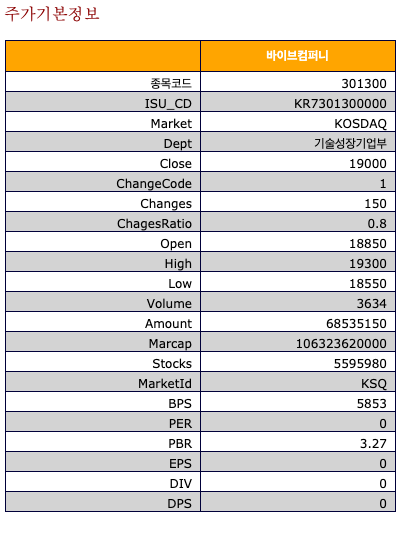 주가기본정보
바이브컴퍼니
종목코드 301300
ISU_CD KR7301300000
Market KOSDAQ
Dept 기술성장기업부
Close 19000
ChangeCode 1
Changes 150
ChagesRatio 0.8
Open 18850
High 19300
Low 18550
Volume 3634
Amount 68535150
Marcap 106323620000
Stocks 5595980
MarketId KSQ
BPS 5853
PER 0
PBR 3.27
EPS 0
DIV 0
DPS 0